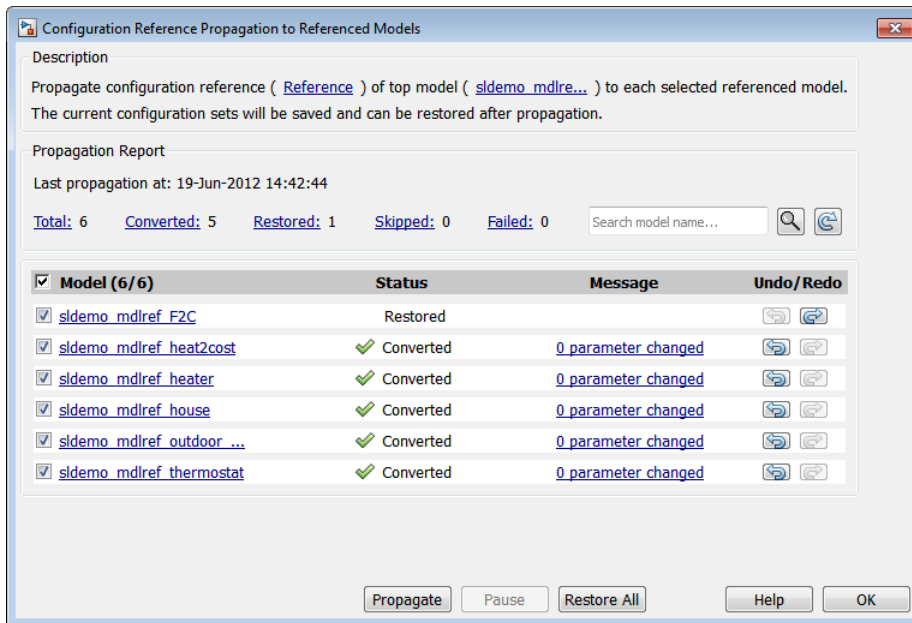 Configuration Reference Propagation to Referenced Models
Description
Propagate configuration reference ( Reference ) of top model ( sldemo_mdlre... ) to each selected referenced model.
The current configuration sets will be saved and can be restored after propagation.
Propagation Report
Last propagation at: 19-Jun-2012 14:42:44
Total: 6 Converted: 5 Restored: 1 Skipped: 0 Failed: 0 Search model name...
Model (6/6) Status Message Undo/Redo
sldemo_mdlref_F2C Restored
sldemo_mdlref_heat2cost Converted 0 parameter changed
sldemo_mdlref_heater Converted 0 parameter changed
sldemo_mdlref_house Converted 0 parameter changed
sldemo_mdlref_outdoor_... Converted 0 parameter changed
sldemo_mdlref_thermostat Converted 0 parameter changed
Propagate Pause Restore All Help OK